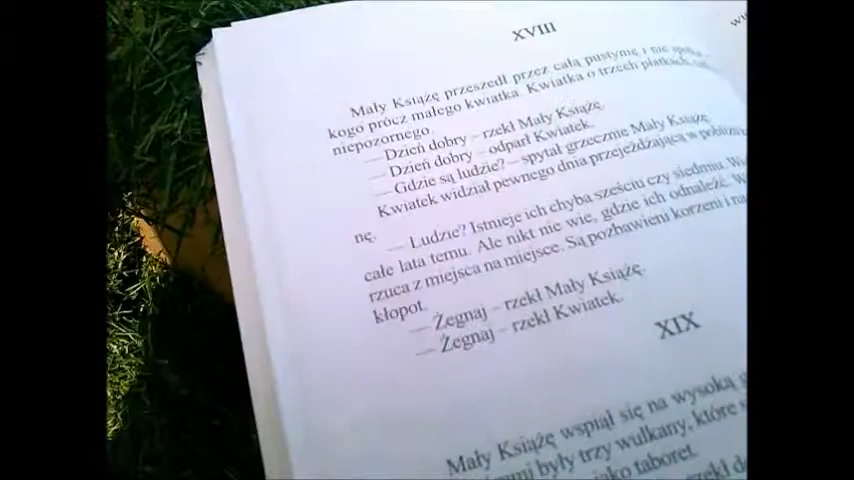 XVIII
Mały Książę przeszedł przez całą pustynię i nie
kogo prócz małego kwiatka. Kwiatka o trzech płatkach,
niepozornego.
— Dzień dobry – rzekł Mały Książę.
— Dzień dobry – odparł Kwiatek.
— Gdzie są ludzie? – spytał grzecznie Mały Książę.
Kwiatek widział pewnego dnia przejeżdżającą w pobliżu
nę.
— Ludzie? Istnieje ich chyba sześciu czy siedmiu.
całe lata temu. Ale nikt nie wie, gdzie ich odnaleźć.
rzuca z miejsca na miejsce. Są pozbawieni korzeni i
kłopot.
— Żegnaj – rzekł Mały Książę.
— Żegnaj – rzekł Kwiatek.
XIX
Mały Książę wspiął się na wysoką
były trzy wulkany, które
jako taboret.